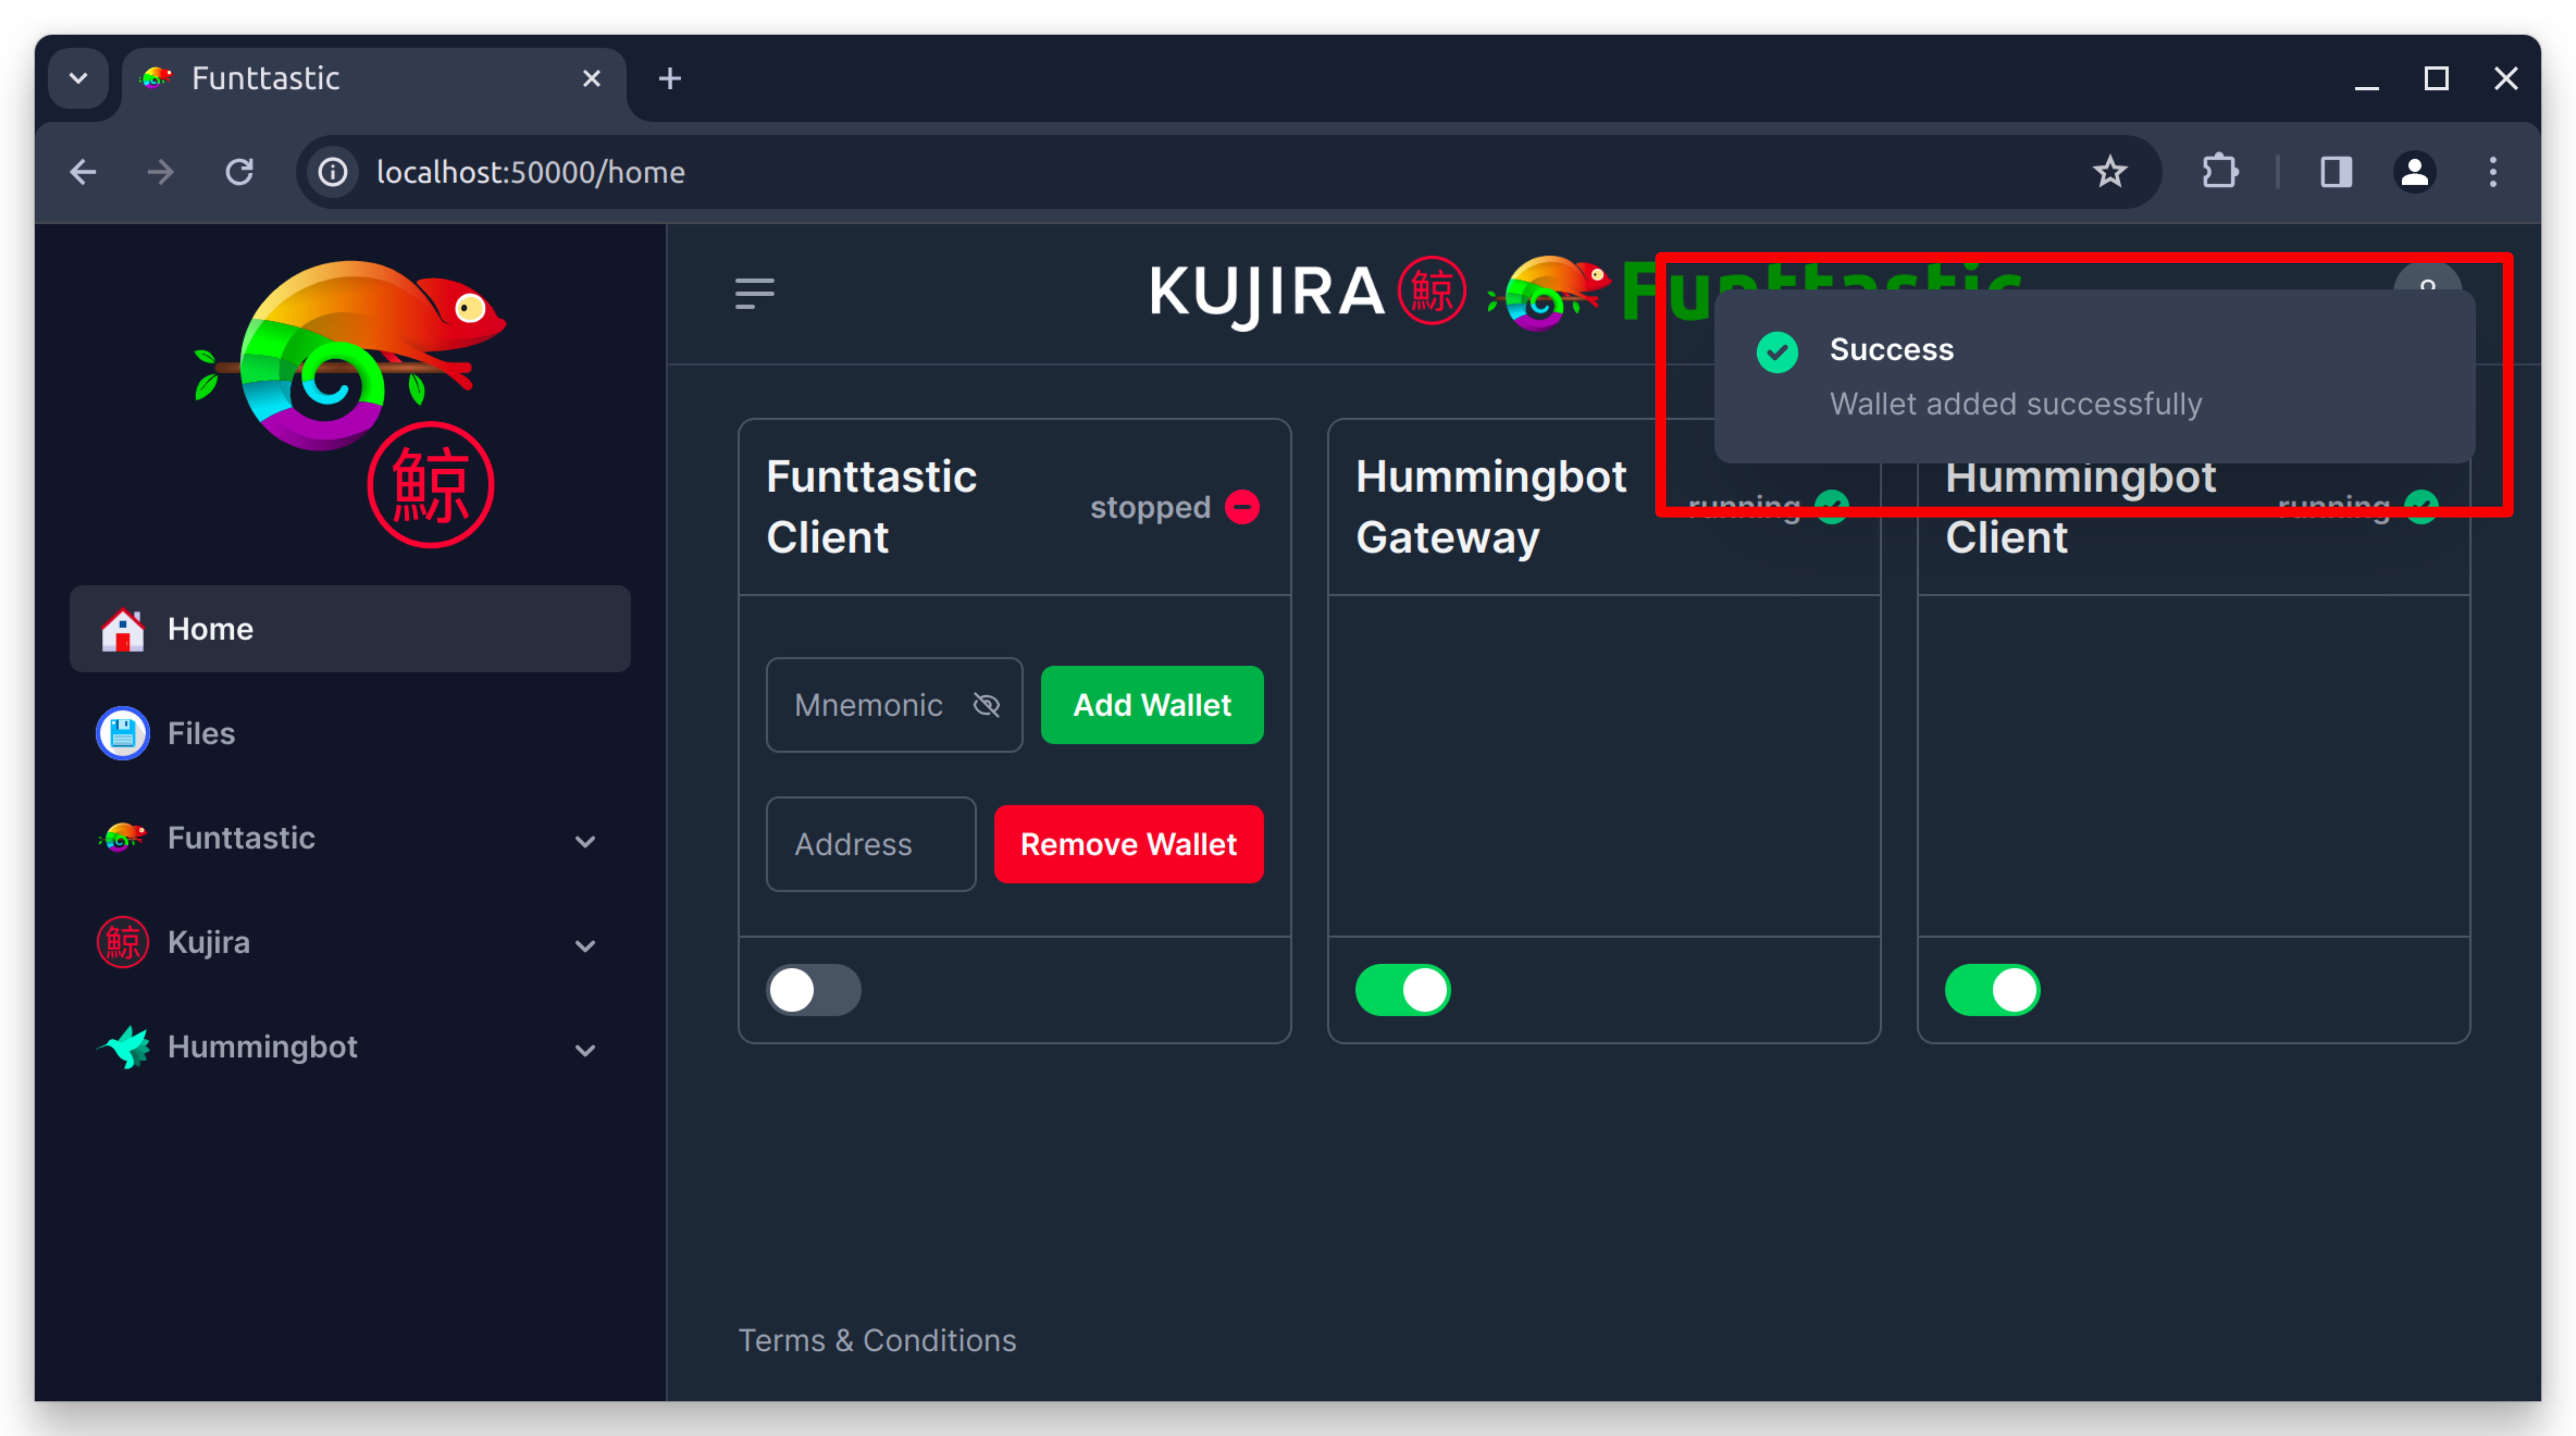 Funttastic
localhost:50000/home
鯨
Home
Files
Funttastic
鯨 Kujira
Hummingbot
KUJIRA 鯨 Funttastic
Success
Wallet added successfully
Funttastic
Client
stopped
Mnemonic
Add Wallet
Address
Remove Wallet
Hummingbot
Gateway
running
Hummingbot
Client
running
Terms & Conditions